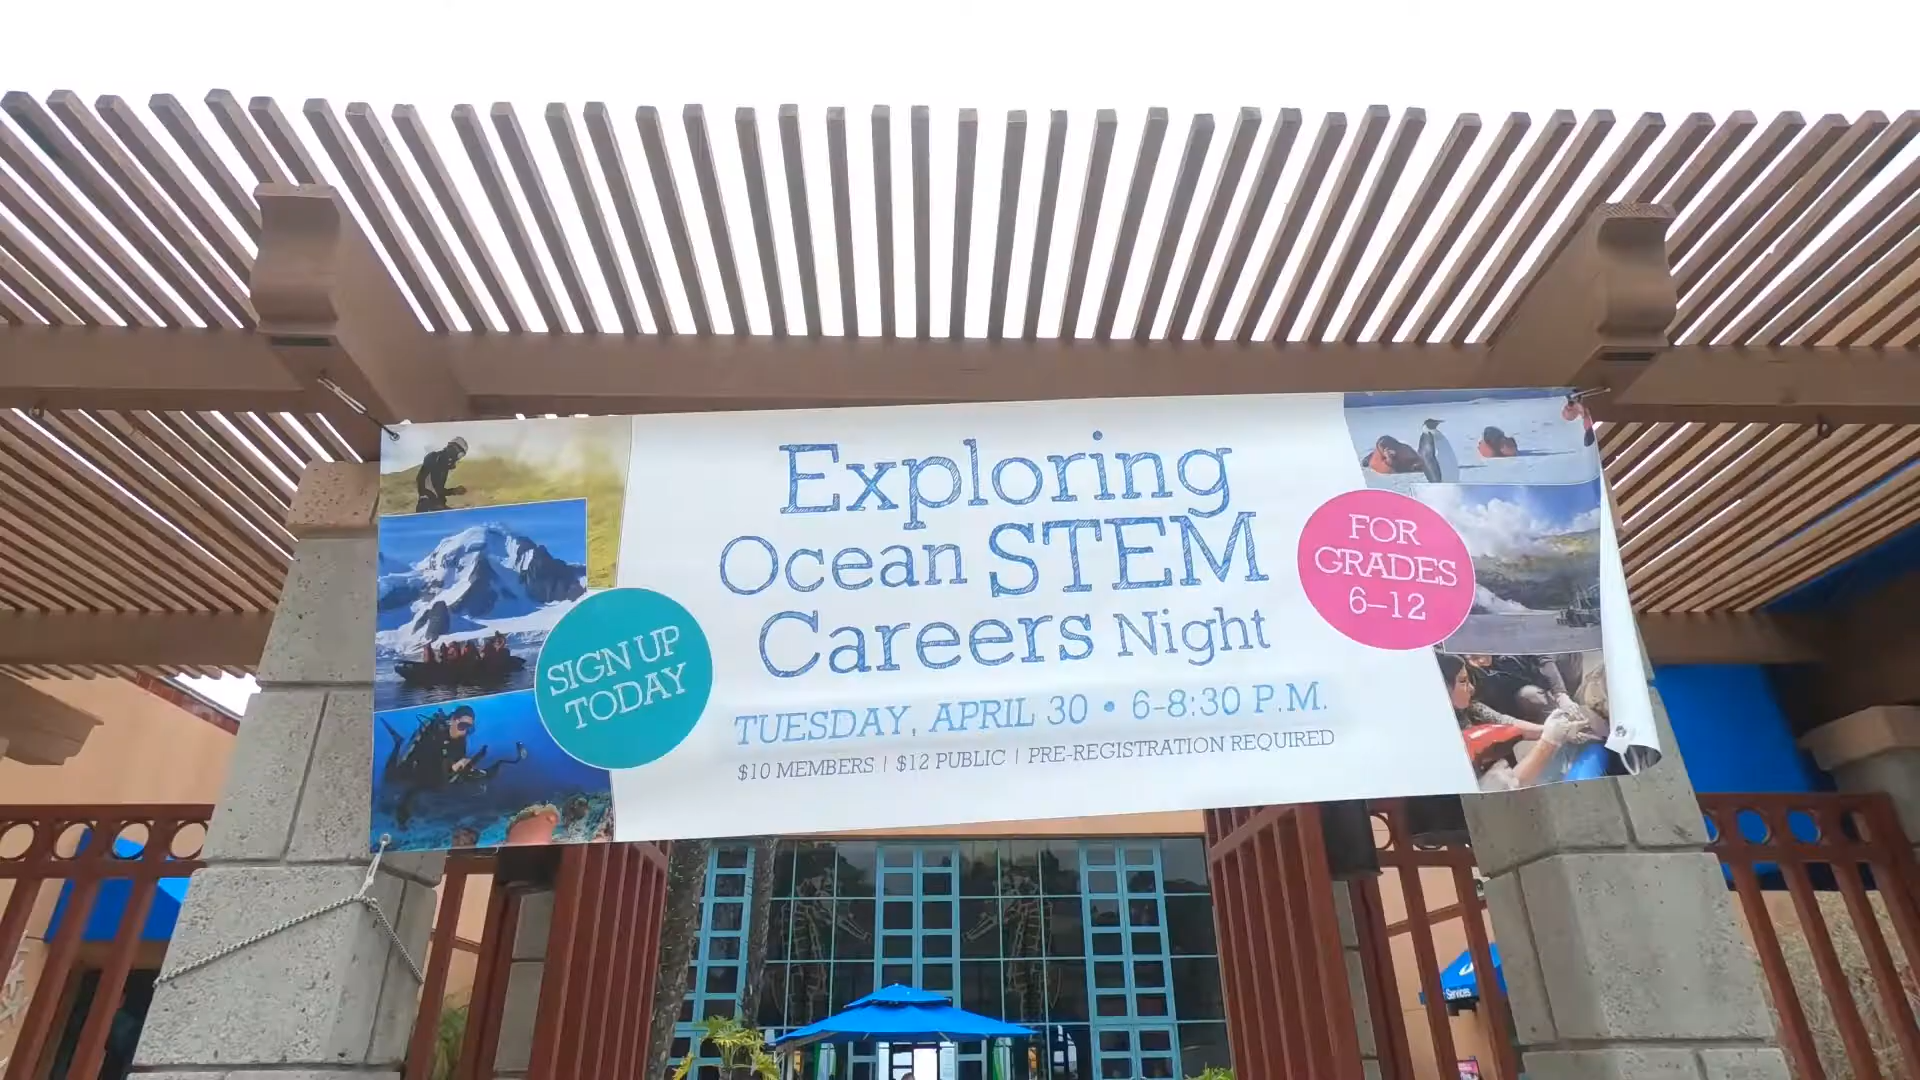 Exploring
Ocean STEM
Careers Night
TUESDAY, APRIL 30 • 6-8:30 P.M.
$10 MEMBERS | $12 PUBLIC | PRE-REGISTRATION REQUIRED
SIGN UP
TODAY
FOR
GRADES
6–12
Services